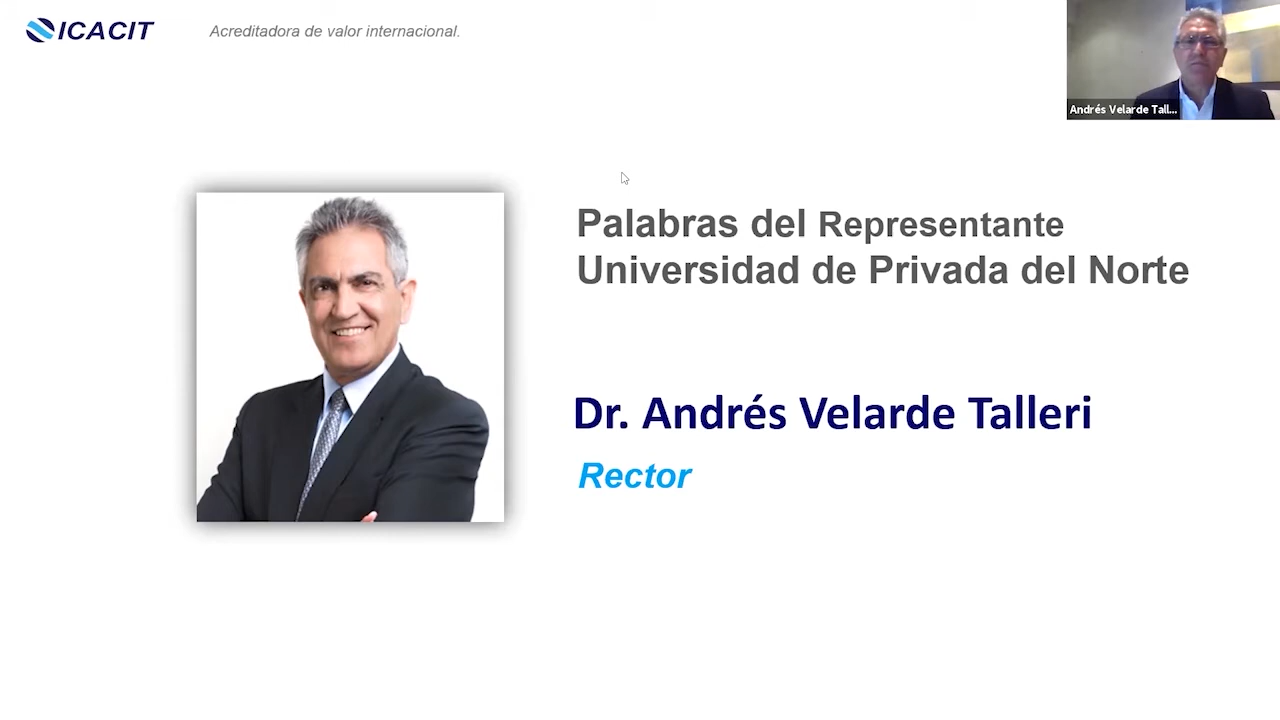 ICACIT
Acreditadora de valor internacional.
Andrés Velarde Tall...
Palabras del Representante
Universidad de Privada del Norte
Dr. Andrés Velarde Talleri
Rector